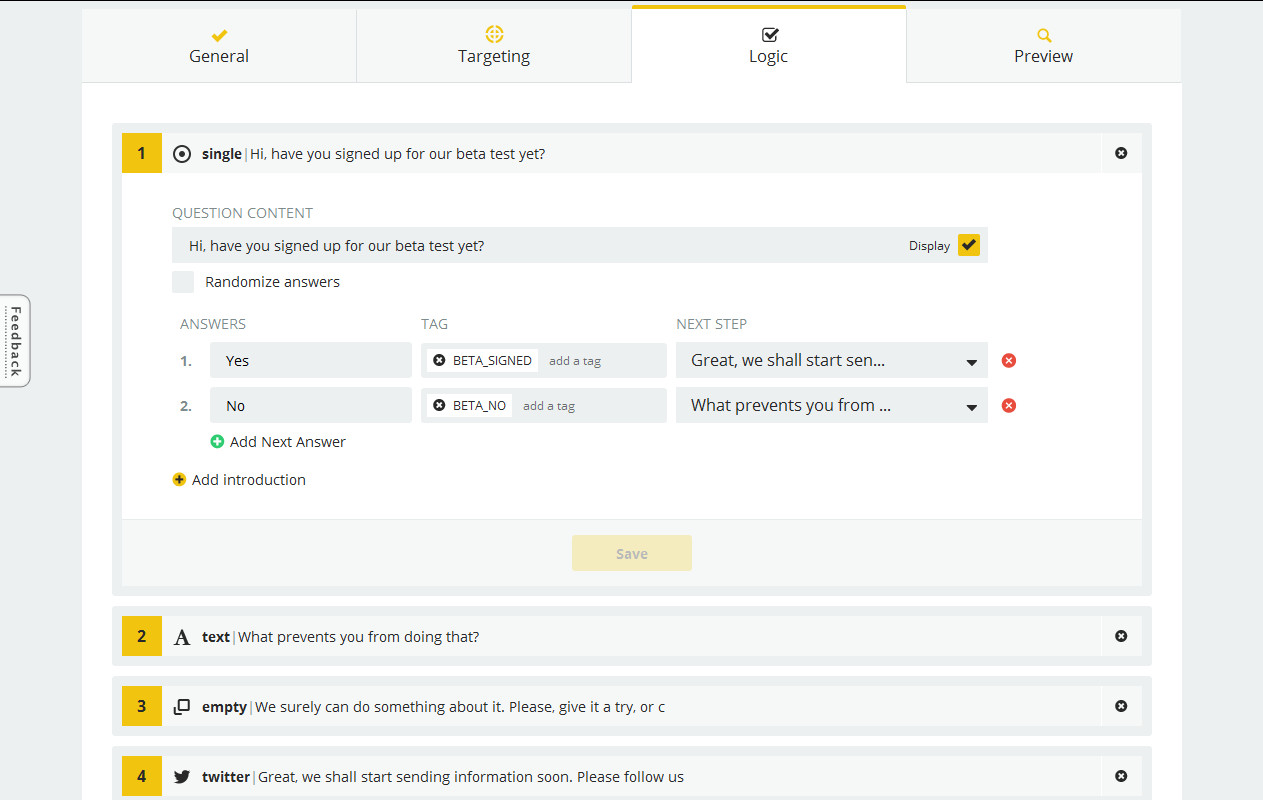 General
Targeting
Logic
Preview
1 single|Hi, have you signed up for our beta test yet?
QUESTION CONTENT
Hi, have you signed up for our beta test yet? Display
Randomize answers
Feedback
ANSWERS TAG NEXT STEP
1. Yes BETA_SIGNED add a tag Great, we shall start sen...
2. No BETA_NO add a tag What prevents you from ...
Add Next Answer
Add introduction
Save
2 A text|What prevents you from doing that?
3 empty|We surely can do something about it. Please, give it a try, or c
4 twitter|Great, we shall start sending information soon. Please follow us